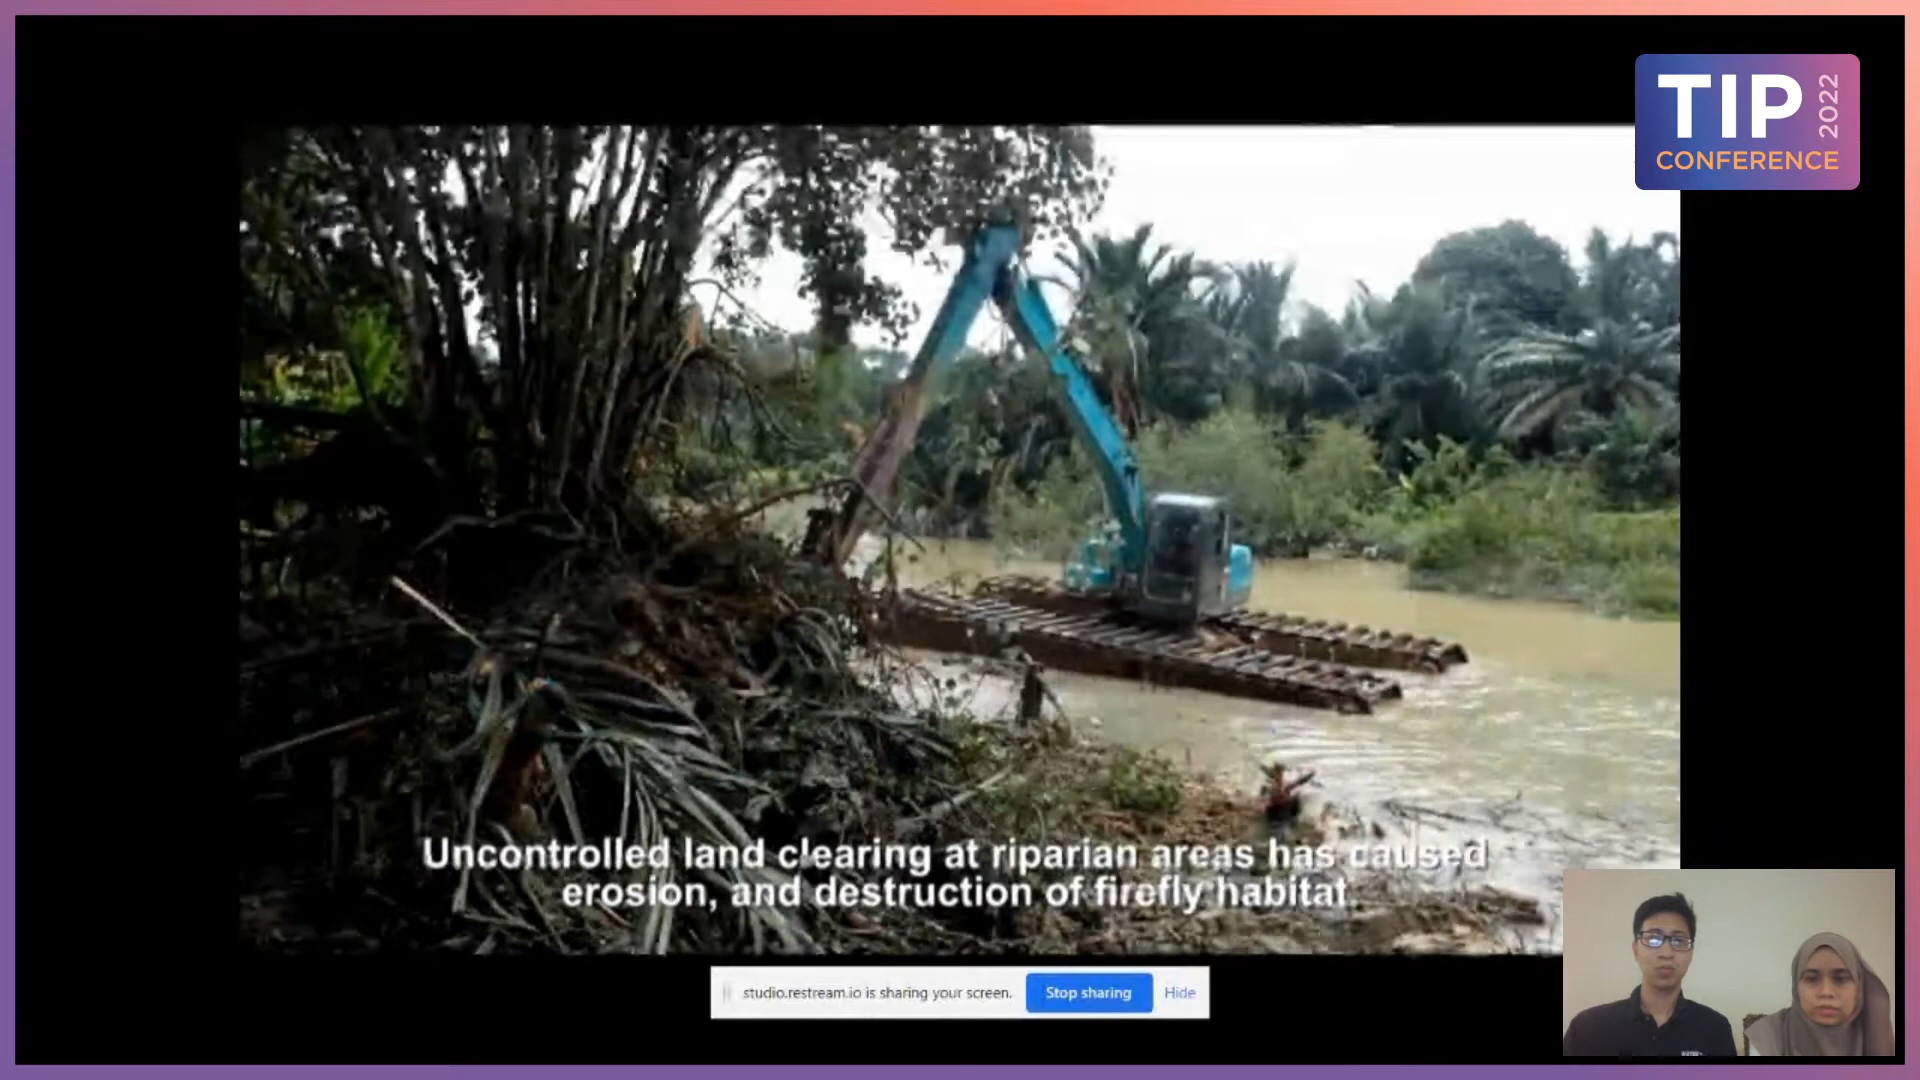 TIP 2022
CONFERENCE
Uncontrolled land clearing at riparian areas has caused
erosion, and destruction of firefly habitat.
studio.restream.io is sharing your screen. Stop sharing Hide